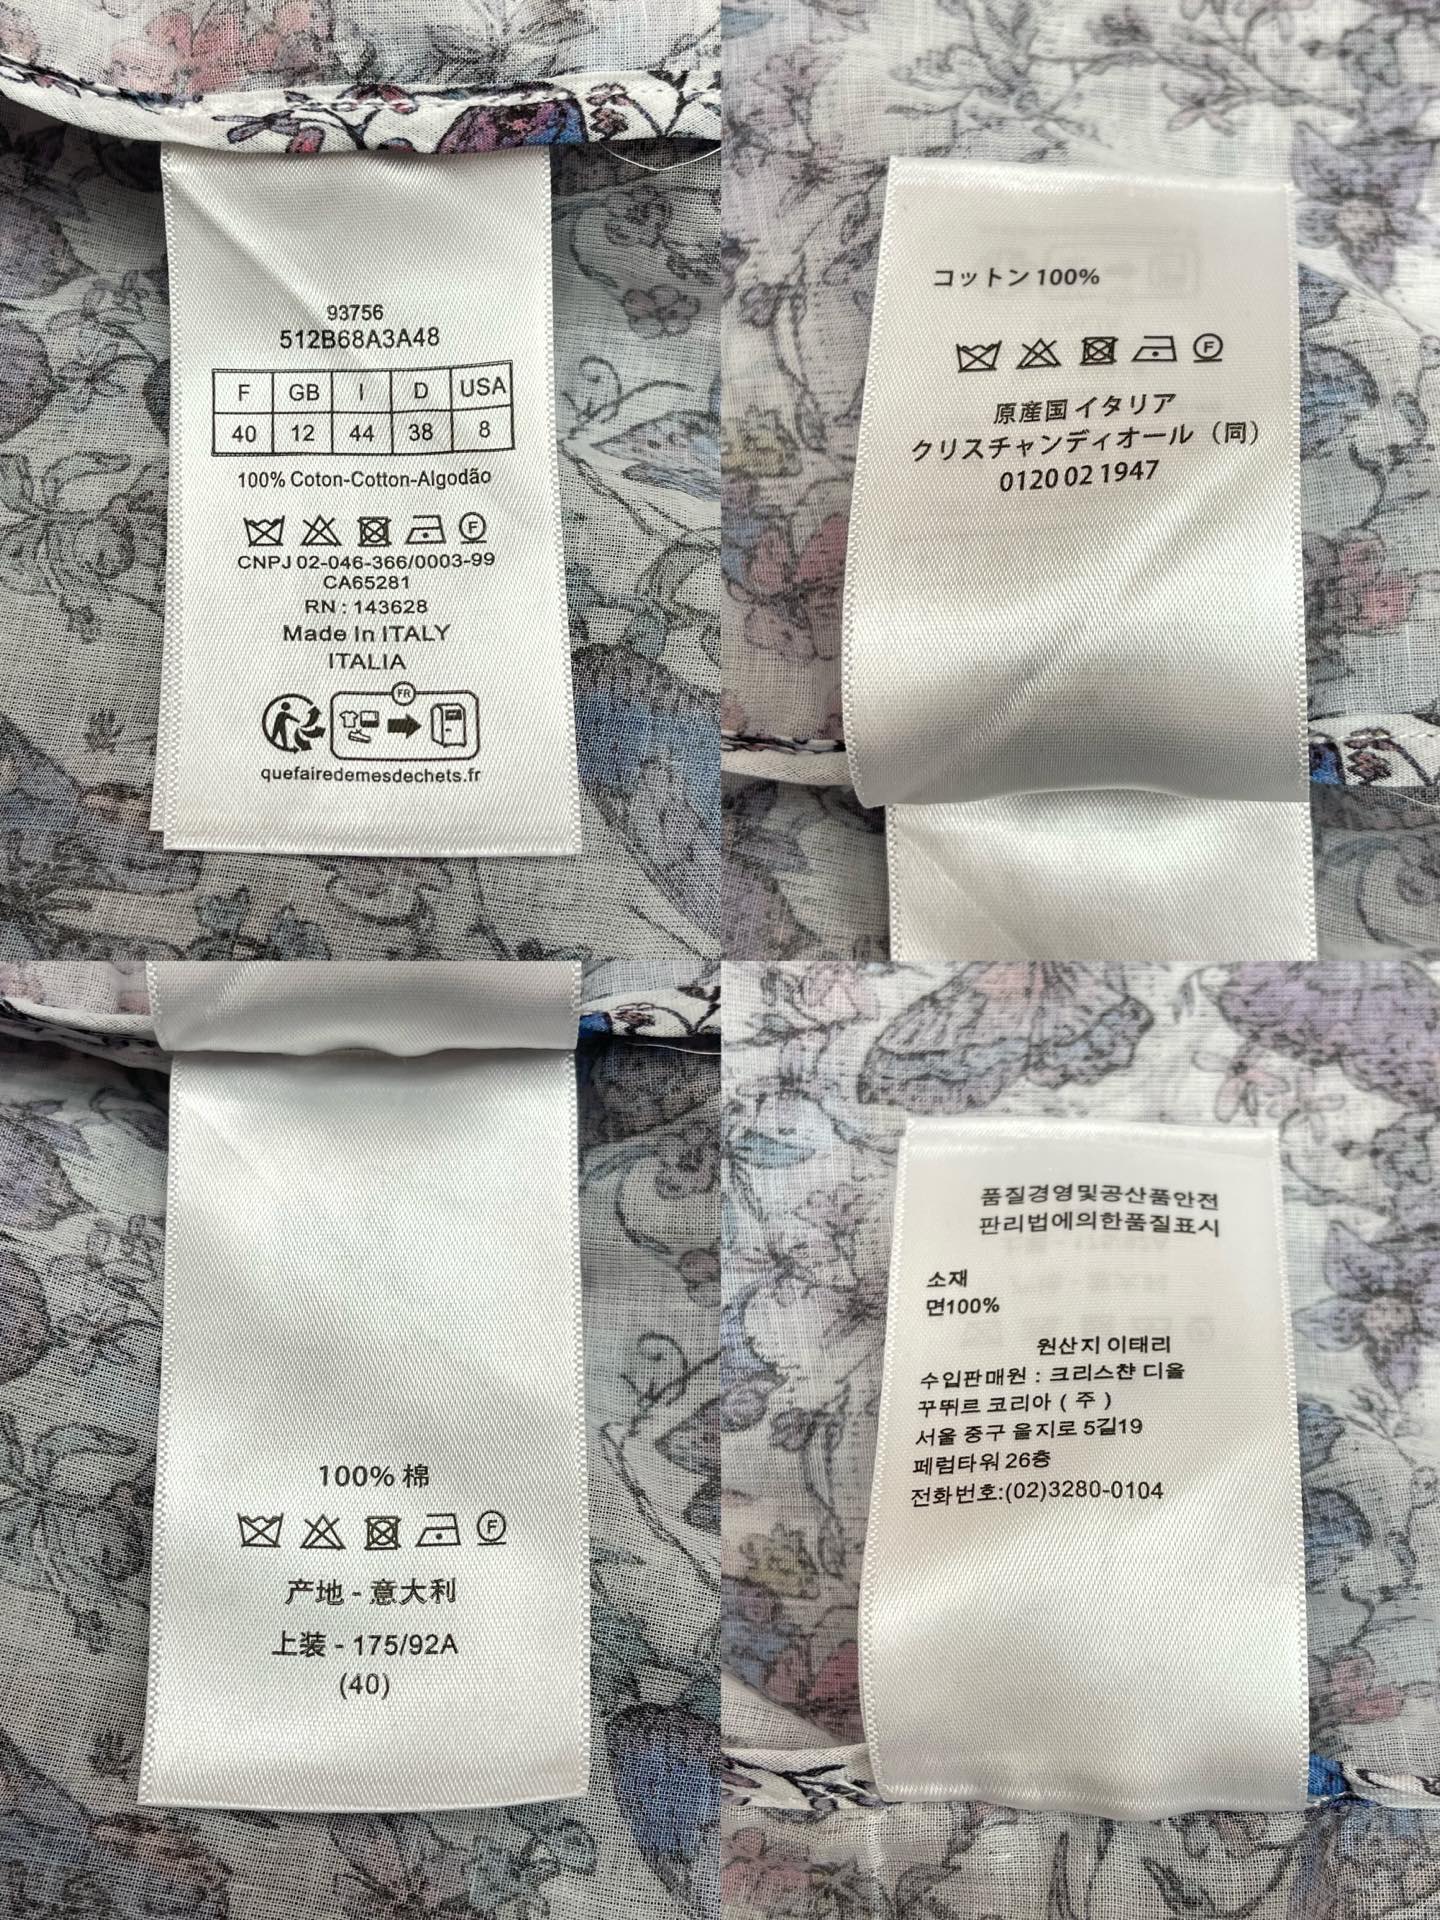 93756
512B68A3A48
F GB I D USA
40 12 44 38 8
100% Coton-Cotton-Algodão
F
CNPJ 02-046-366/0003-99
CA65281
RN : 143628
Made In ITALY
ITALIA
FR
quefairedemesdechets.fr
コットン 100%
F
原産国 イタリア
クリスチャンディオール（同）
0120 02 1947
100% 棉
F
产地 - 意大利
上装 - 175/92A
(40)
품질경영및공산품안전
판리법에의한품질표시
소재
면100%
원산지 이태리
수입판매원 : 크리스챤 디올
꾸뛰르 코리아 ( 주 )
서울 중구 을지로 5길19
페럼타워 26층
전화번호:(02)3280-0104